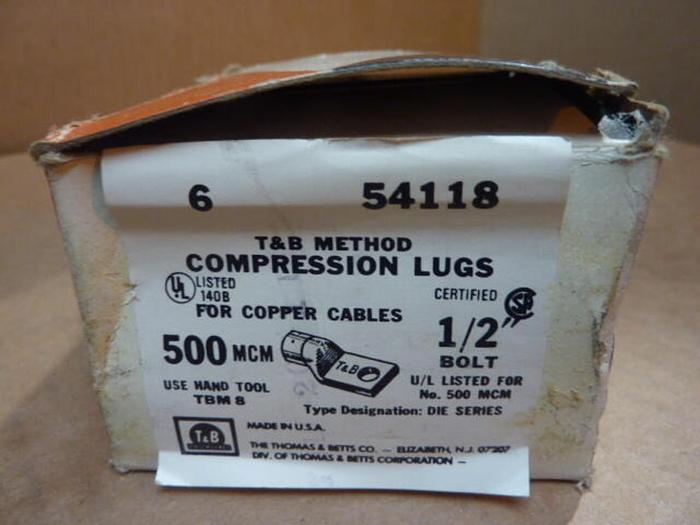 6 54118
T&B METHOD
COMPRESSION LUGS
UL LISTED 140B
CERTIFIED
FOR COPPER CABLES
500 MCM
T&B
1/2"
BOLT
USE HAND TOOL
TBM 8
U/L LISTED FOR
No. 500 MCM
Type Designation: DIE SERIES
T&B
MADE IN U.S.A.
THE THOMAS & BETTS CO. — ELIZABETH, N.J. 07207
DIV. OF THOMAS & BETTS CORPORATION —